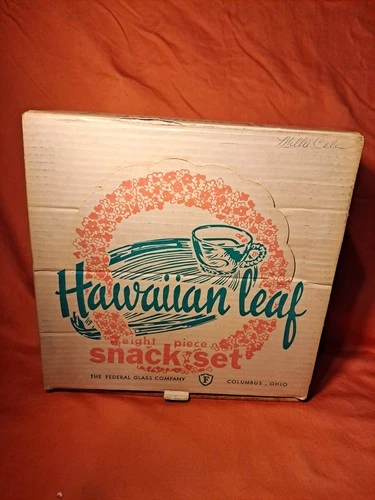 Hawaiian leaf
eight piece
snack set
THE FEDERAL GLASS COMPANY F COLUMBUS, OHIO